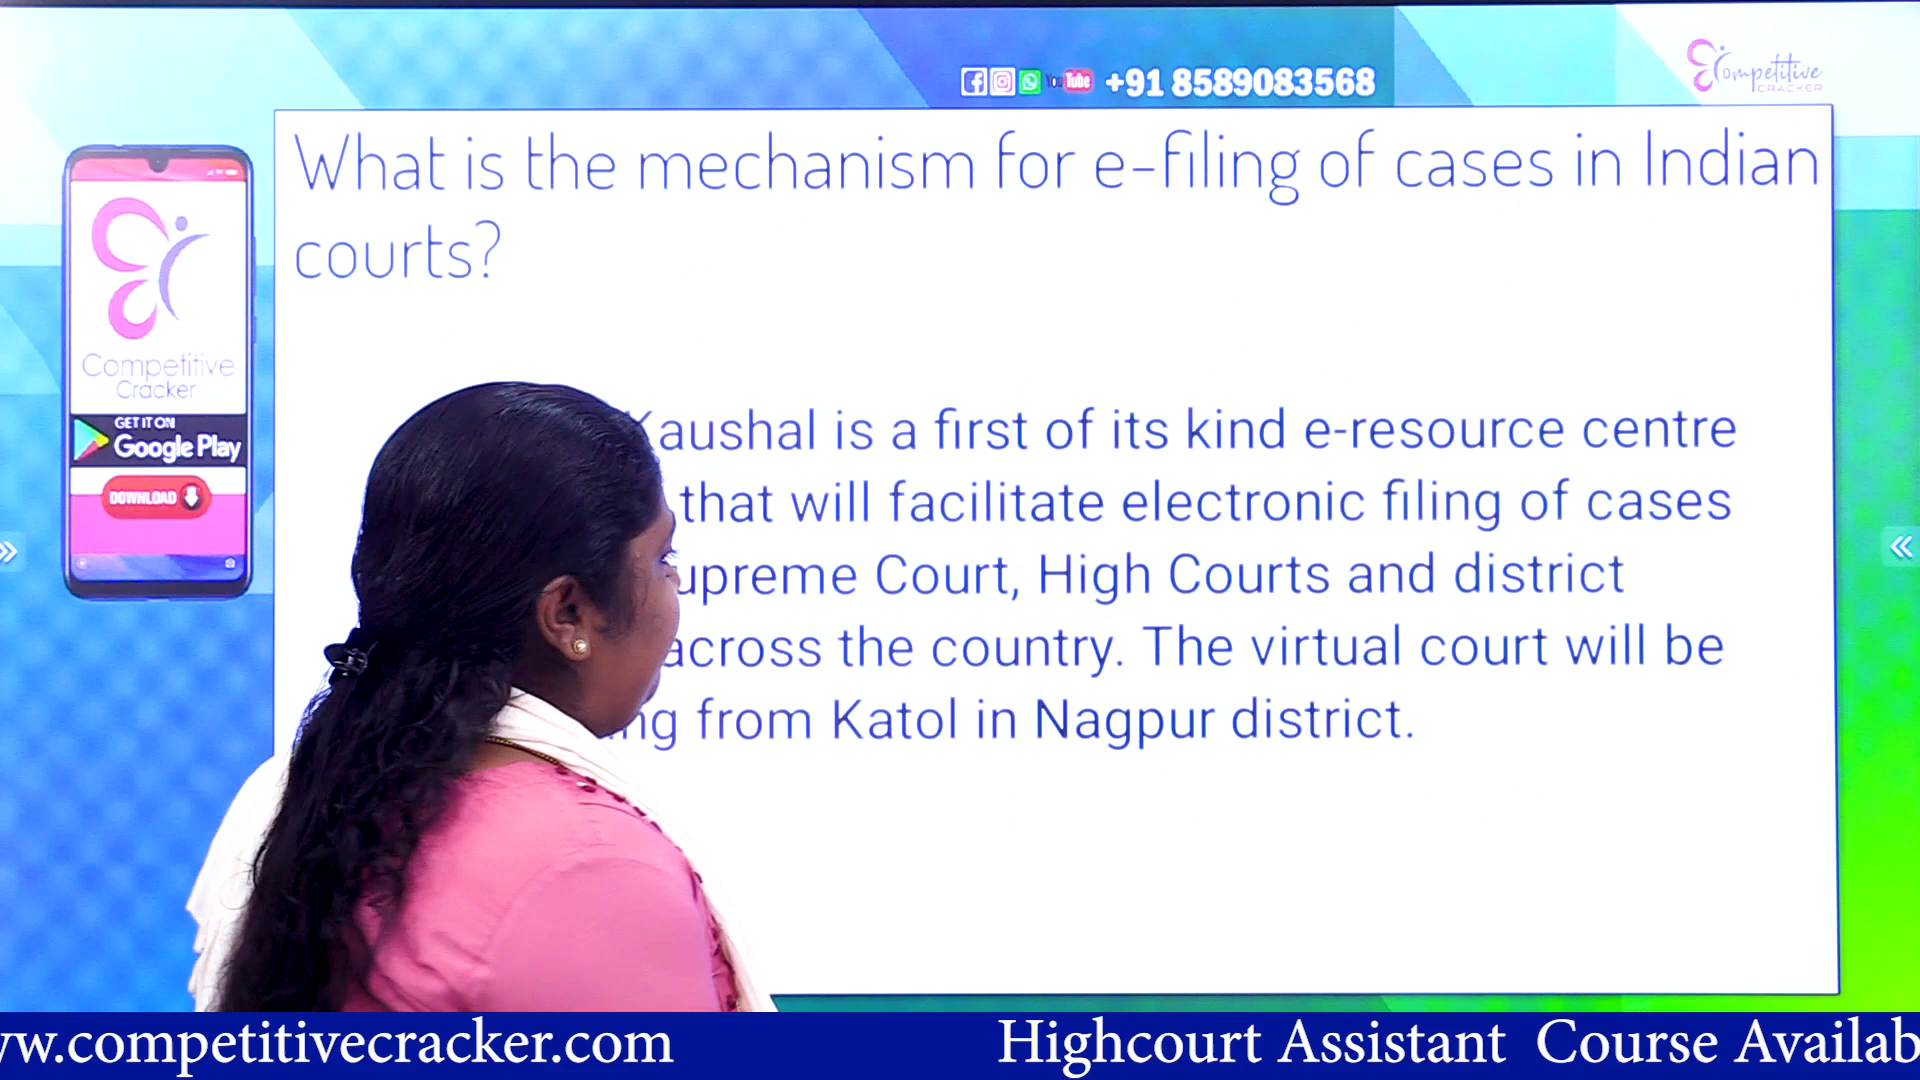 +91 8589083568
Competitive
CRACKER
YouTube
What is the mechanism for e-filing of cases in Indian
courts?
Competitive
Cracker
GET IT ON
Google Play
DOWNLOAD
Kaushal is a first of its kind e-resource centre
that will facilitate electronic filing of cases
upreme Court, High Courts and district
across the country. The virtual court will be
ng from Katol in Nagpur district.
w.competitivecracker.com
Highcourt Assistant Course Availab